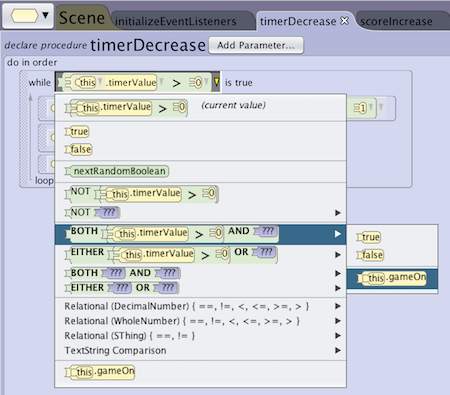 Scene initializeEventListeners timerDecrease scoreIncrease
declare procedure timerDecrease Add Parameter...
do in order
while this .timerValue > 0 is true
this .timerValue > 0 (current value)
1
true
false
nextRandomBoolean
loop
NOT this .timerValue > 0
NOT ???
BOTH this .timerValue > 0 AND ??? true
EITHER this .timerValue > 0 OR ??? false
BOTH ??? AND ??? this .gameOn
EITHER ??? OR ???
Relational (DecimalNumber) { ==, !=, <, <=, >=, > }
Relational (WholeNumber) { ==, !=, <, <=, >=, > }
Relational (SThing) { ==, != }
TextString Comparison
this .gameOn